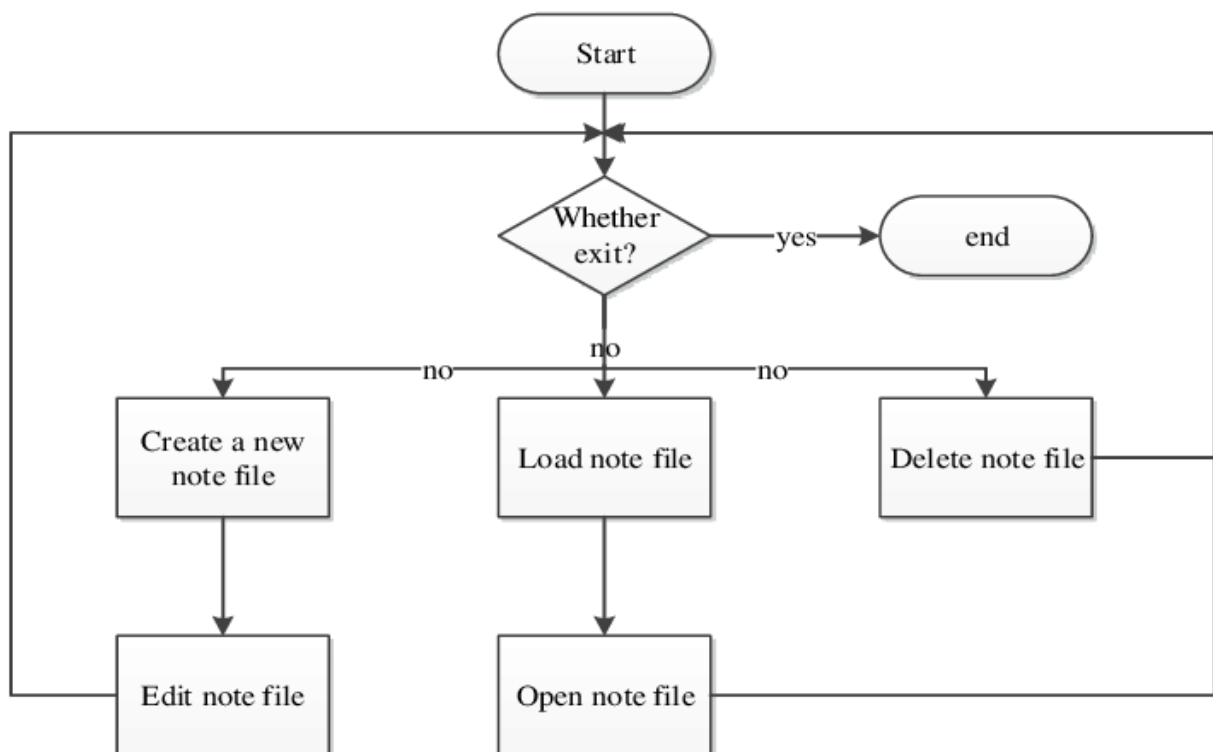 Start
Whether
exit?
yes
end
no
no
no
Create a new
note file
Load note file
Delete note file
Edit note file
Open note file